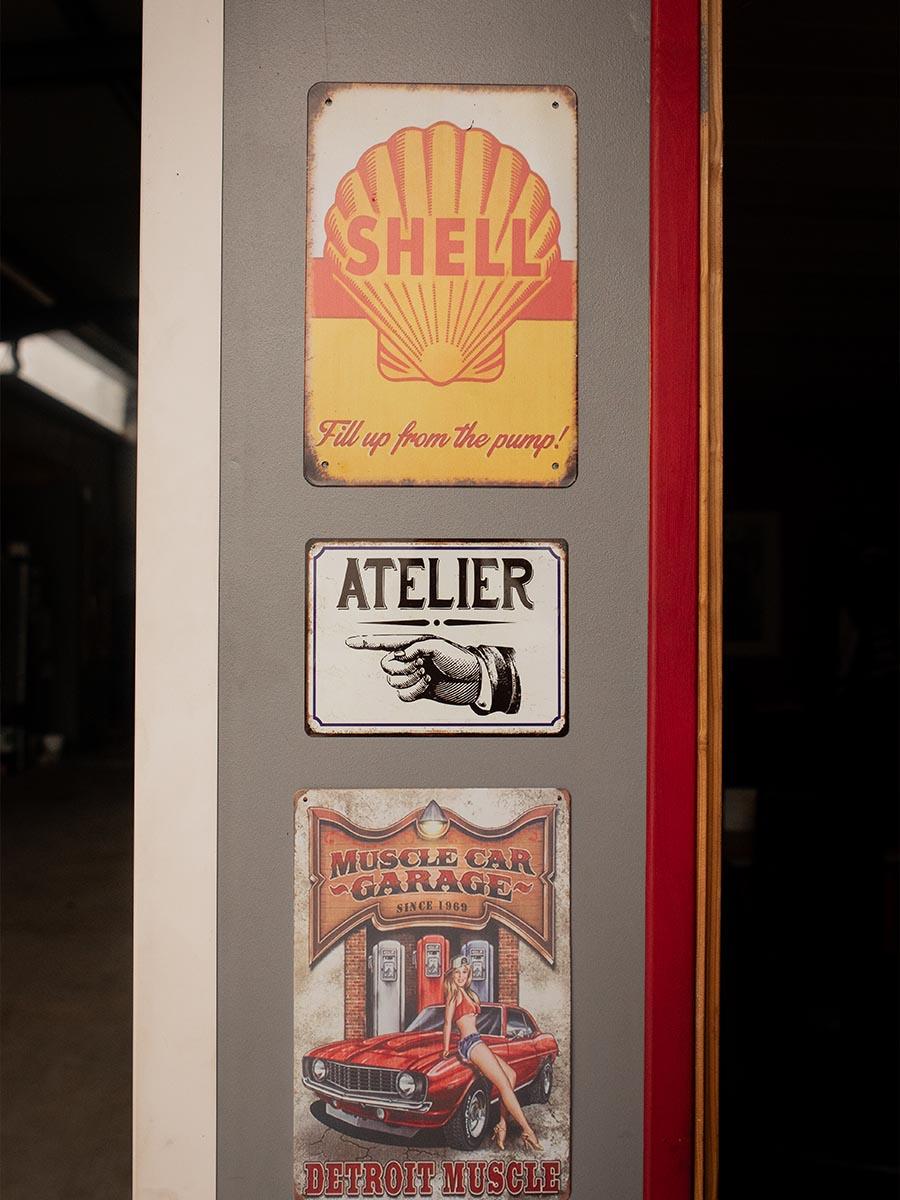 SHELL
Fill up from the pump!
ATELIER
MUSCLE CAR
~GARAGE~
SINCE 1969
DETROIT MUSCLE